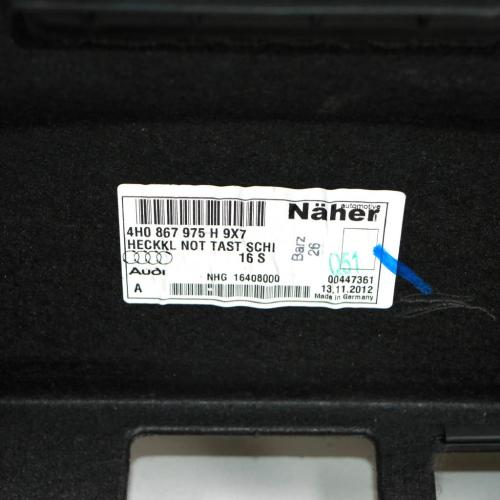 Näher
automotive
4H0 867 975 H 9X7
HECKKL NOT TAST SCHI
16 S
Barz
26
Q51
Audi
NHG 16408000
00447361
A
13.11.2012
Made in Germany